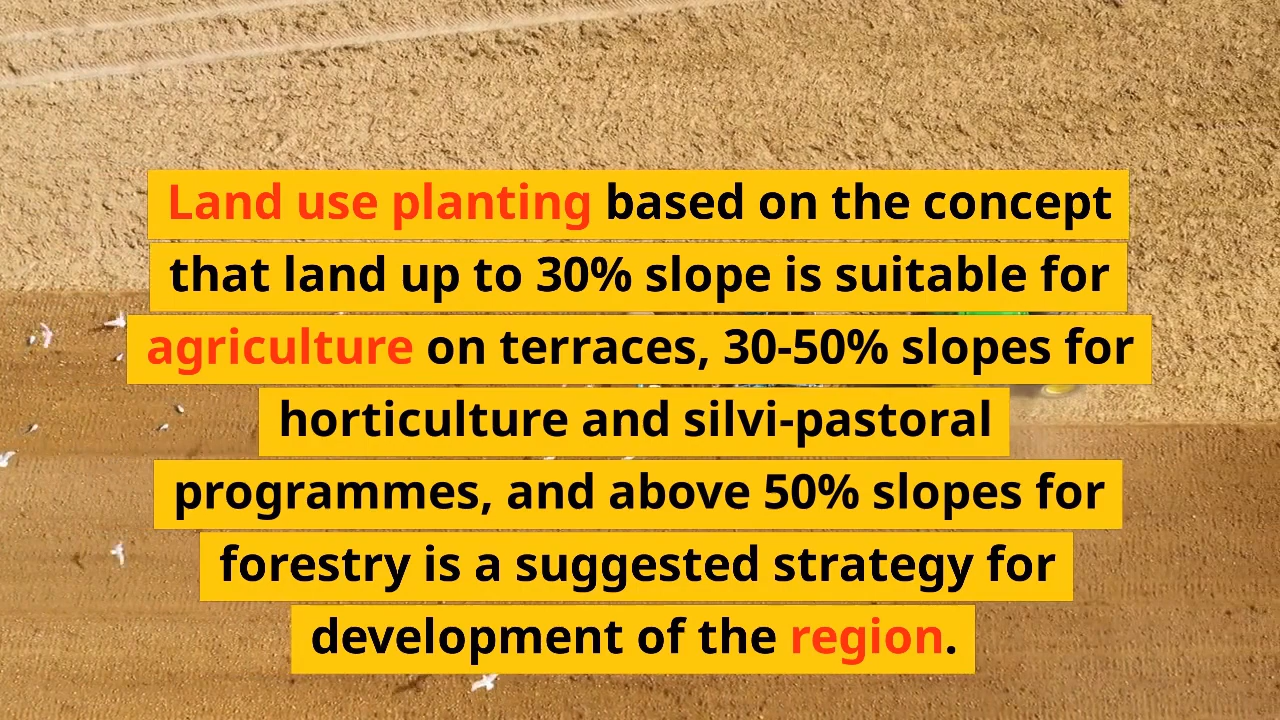 Land use planting based on the concept
that land up to 30% slope is suitable for
agriculture on terraces, 30-50% slopes for
horticulture and silvi-pastoral
programmes, and above 50% slopes for
forestry is a suggested strategy for
development of the region.